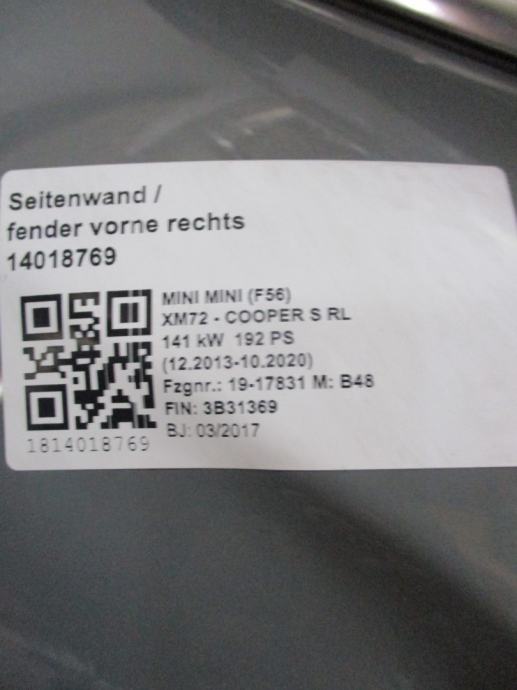 Seitenwand /
fender vorne rechts
14018769
MINI MINI (F56)
XM72 - COOPER S RL
141 kW 192 PS
(12.2013-10.2020)
Fzgnr.: 19-17831 M: B48
FIN: 3B31369
BJ: 03/2017
1814018769